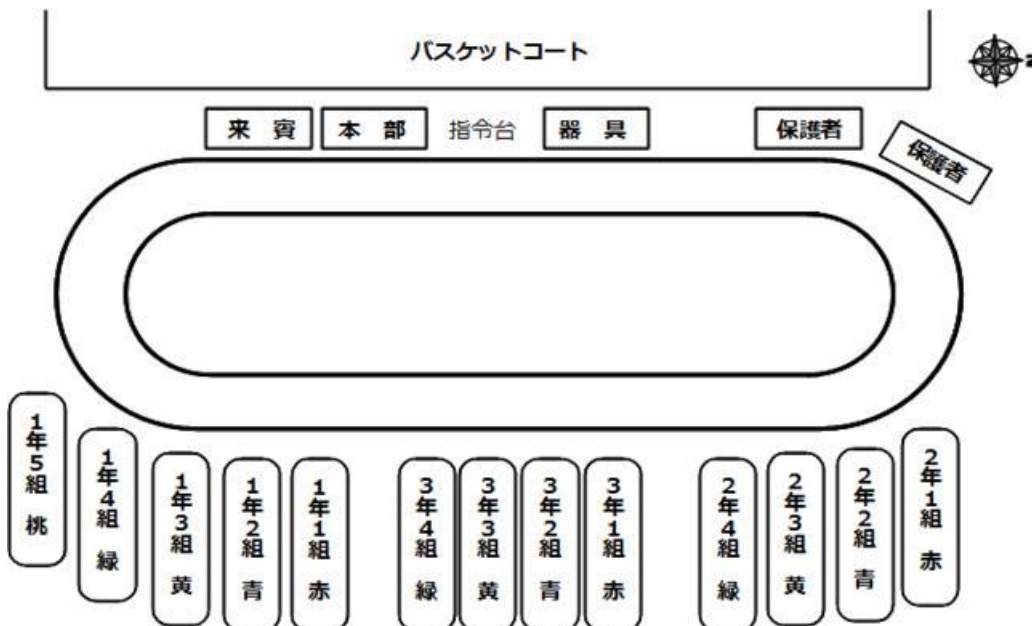 バスケットコート
来 賓
本 部
指令台
器 具
保護者
保護者
1年5組 桃
1年4組 緑
1年3組 黄
1年2組 青
1年1組 赤
3年4組 緑
3年3組 黄
3年2組 青
3年1組 赤
2年4組 緑
2年3組 黄
2年2組 青
2年1組 赤